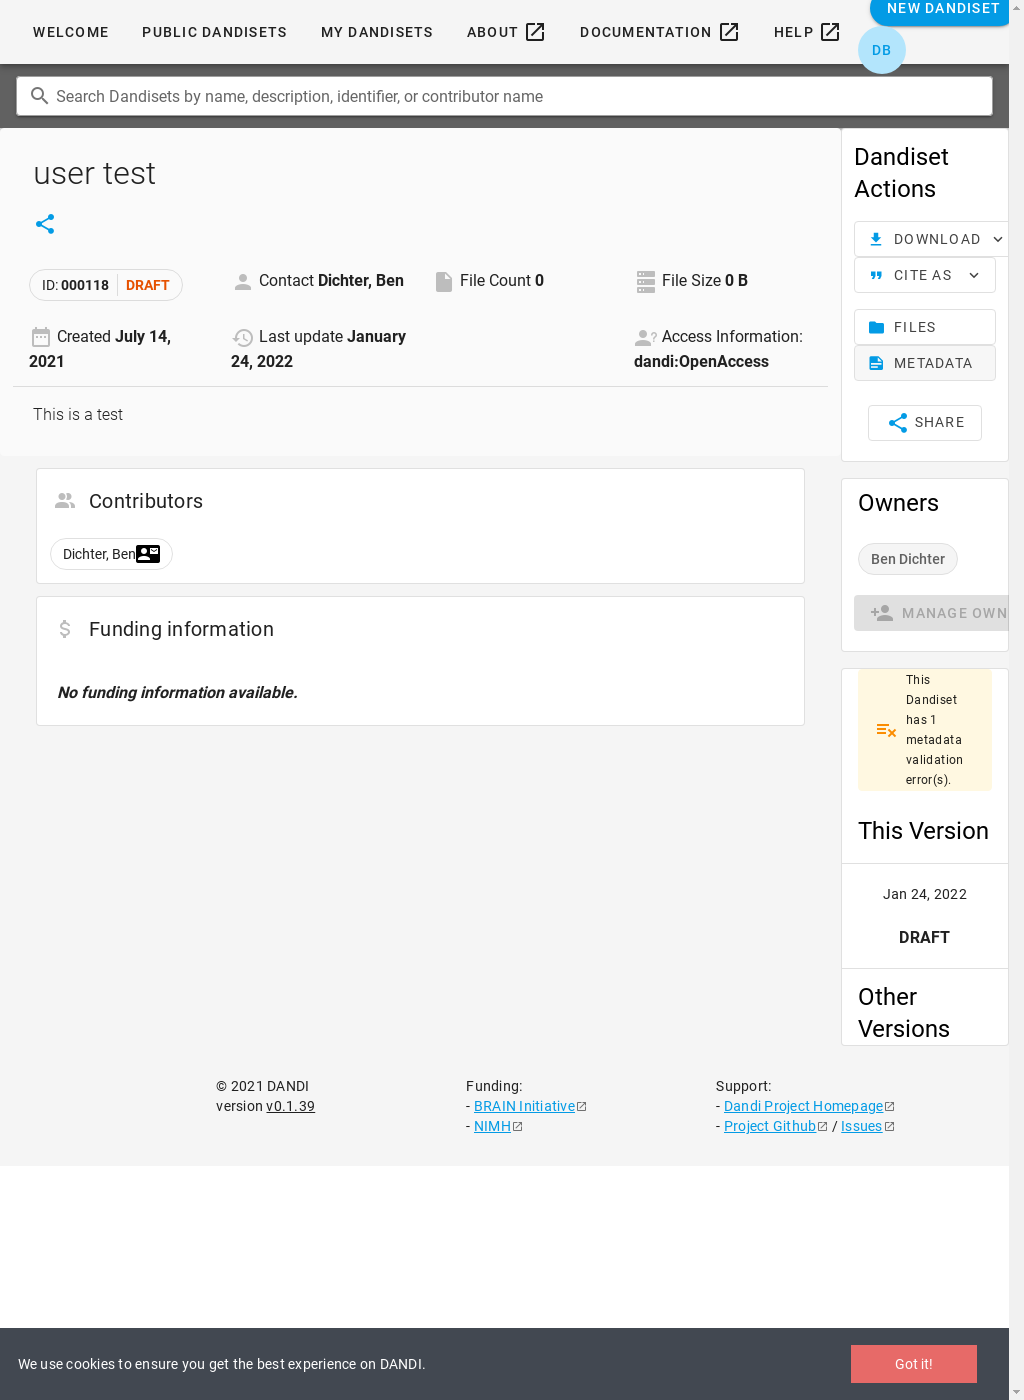 WELCOME PUBLIC DANDISETS MY DANDISETS ABOUT DOCUMENTATION HELP NEW DANDISET
DB
Search Dandisets by name, description, identifier, or contributor name
user test
ID: 000118 DRAFT
Contact Dichter, Ben
File Count 0
File Size 0 B
Created July 14,
2021
Last update January
24, 2022
Access Information:
dandi:OpenAccess
This is a test
Contributors
Dichter, Ben
Funding information
No funding information available.
Dandiset
Actions
DOWNLOAD
CITE AS
FILES
METADATA
SHARE
Owners
Ben Dichter
MANAGE OWN
This
Dandiset
has 1
metadata
validation
error(s).
This Version
Jan 24, 2022
DRAFT
Other
Versions
© 2021 DANDI
version v0.1.39
Funding:
- BRAIN Initiative
- NIMH
Support:
- Dandi Project Homepage
- Project Github / Issues
We use cookies to ensure you get the best experience on DANDI.
Got it!